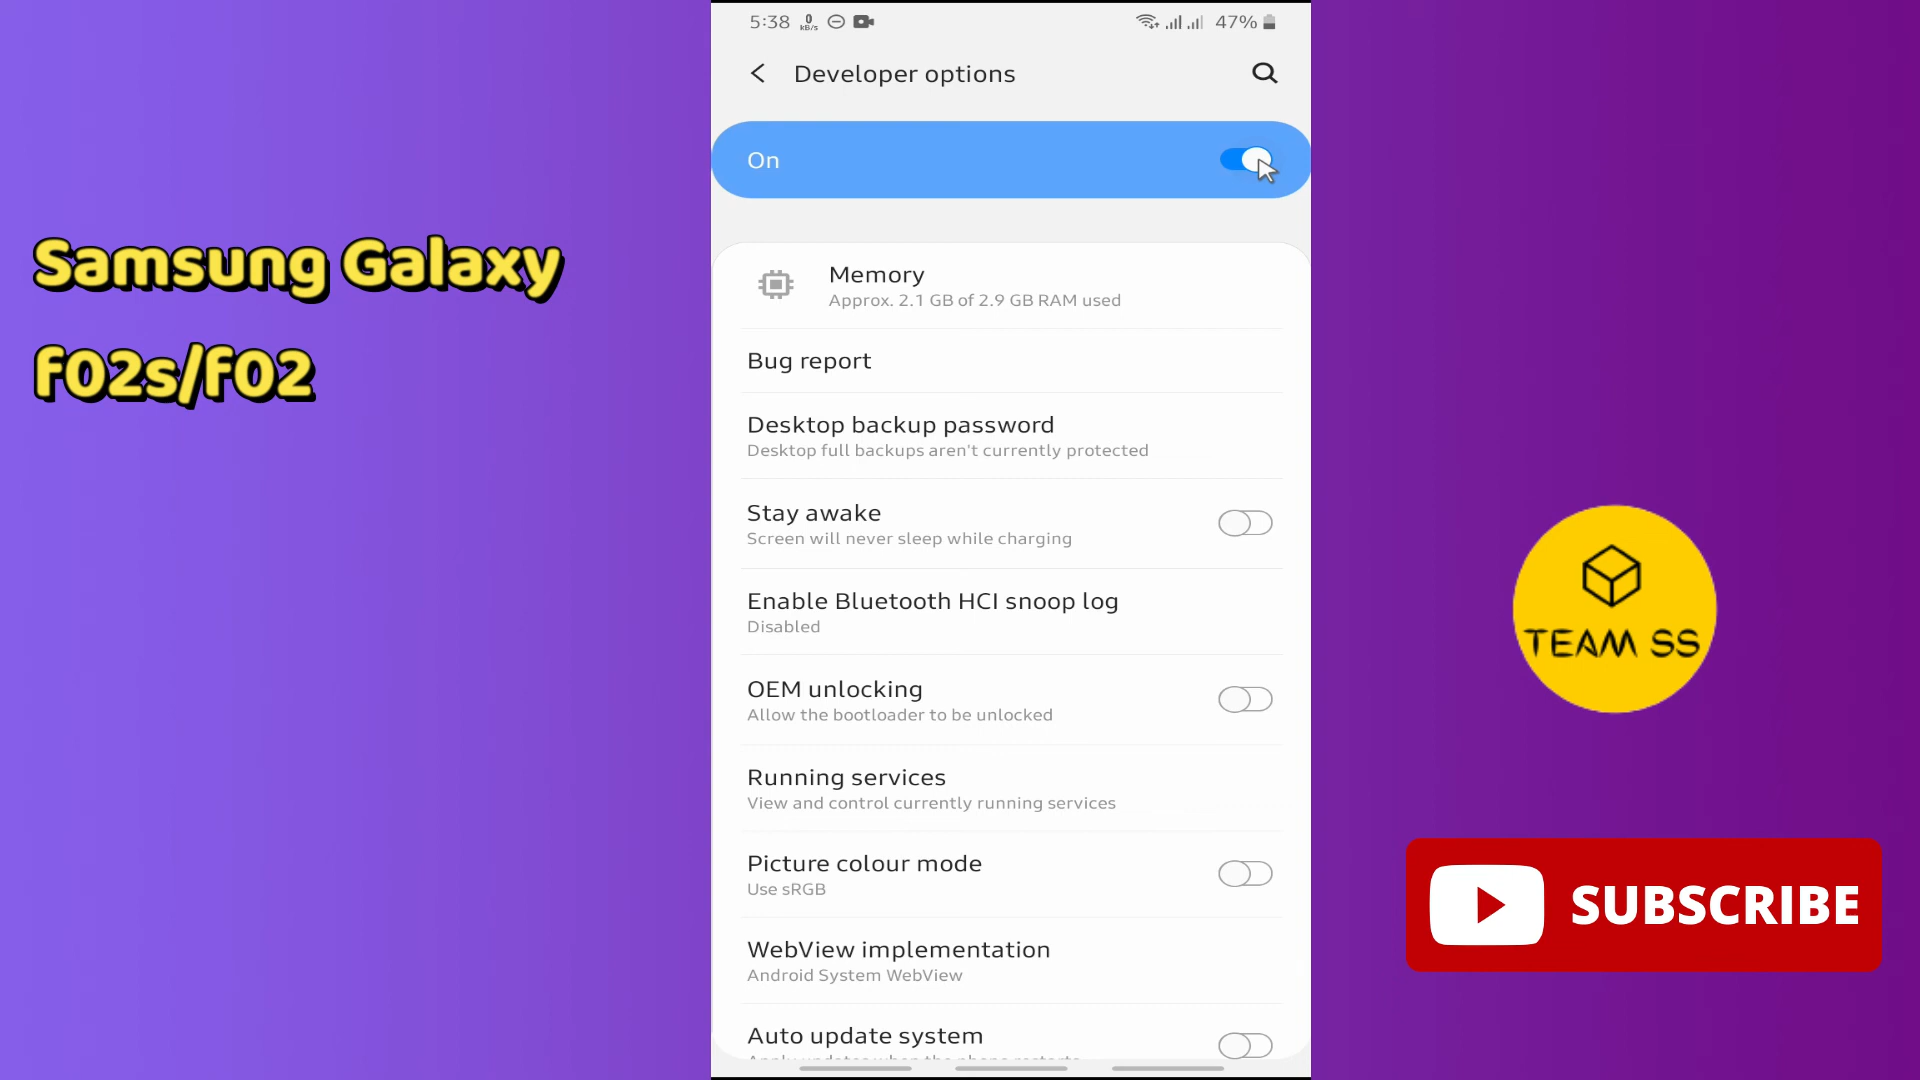 5:38 0 kB/s 47%
Developer options
On
Memory
Approx. 2.1 GB of 2.9 GB RAM used
Bug report
Desktop backup password
Desktop full backups aren't currently protected
Stay awake
Screen will never sleep while charging
Enable Bluetooth HCI snoop log
Disabled
OEM unlocking
Allow the bootloader to be unlocked
Running services
View and control currently running services
Picture colour mode
Use sRGB
WebView implementation
Android System WebView
Auto update system
Samsung Galaxy
f02s/f02
TEAM SS
SUBSCRIBE